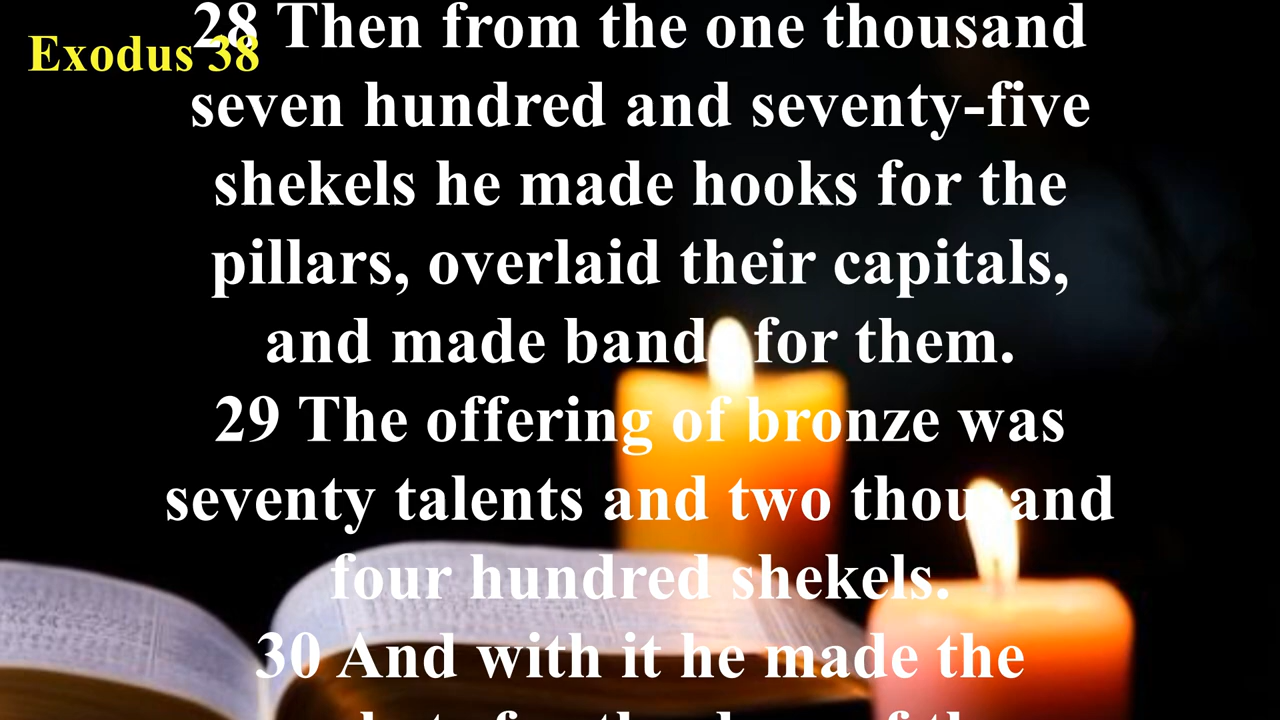 Exodus 38
28 Then from the one thousand
seven hundred and seventy-five
shekels he made hooks for the
pillars, overlaid their capitals,
and made bands for them.
29 The offering of bronze was
seventy talents and two thousand
four hundred shekels.
30 And with it he made the